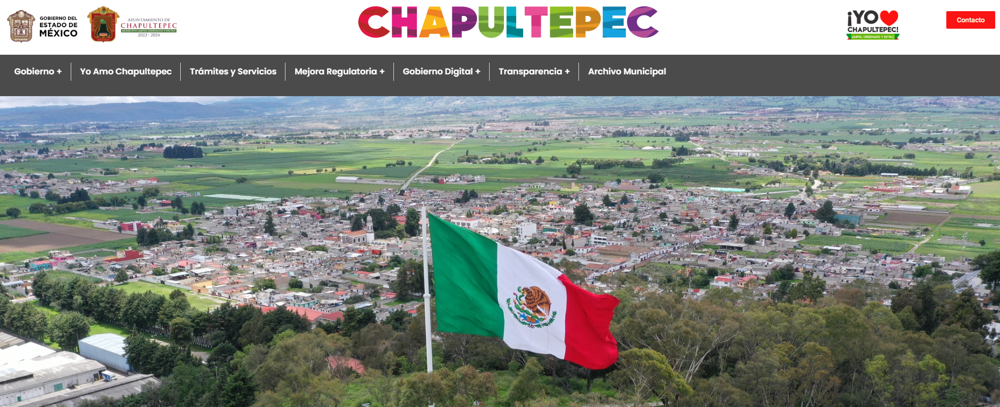 GOBIERNO DEL
ESTADO DE
MÉXICO
AYUNTAMIENTO DE
CHAPULTEPEC
MUNICIPIO LIMPIO, ORDENADO Y EN PAZ
2022 - 2024
CHAPULTEPEC
¡YO
CHAPULTEPEC!
LIMPIO, ORDENADO Y EN PAZ
Contacto
Gobierno +
Yo Amo Chapultepec
Trámites y Servicios
Mejora Regulatoria +
Gobierno Digital +
Transparencia +
Archivo Municipal